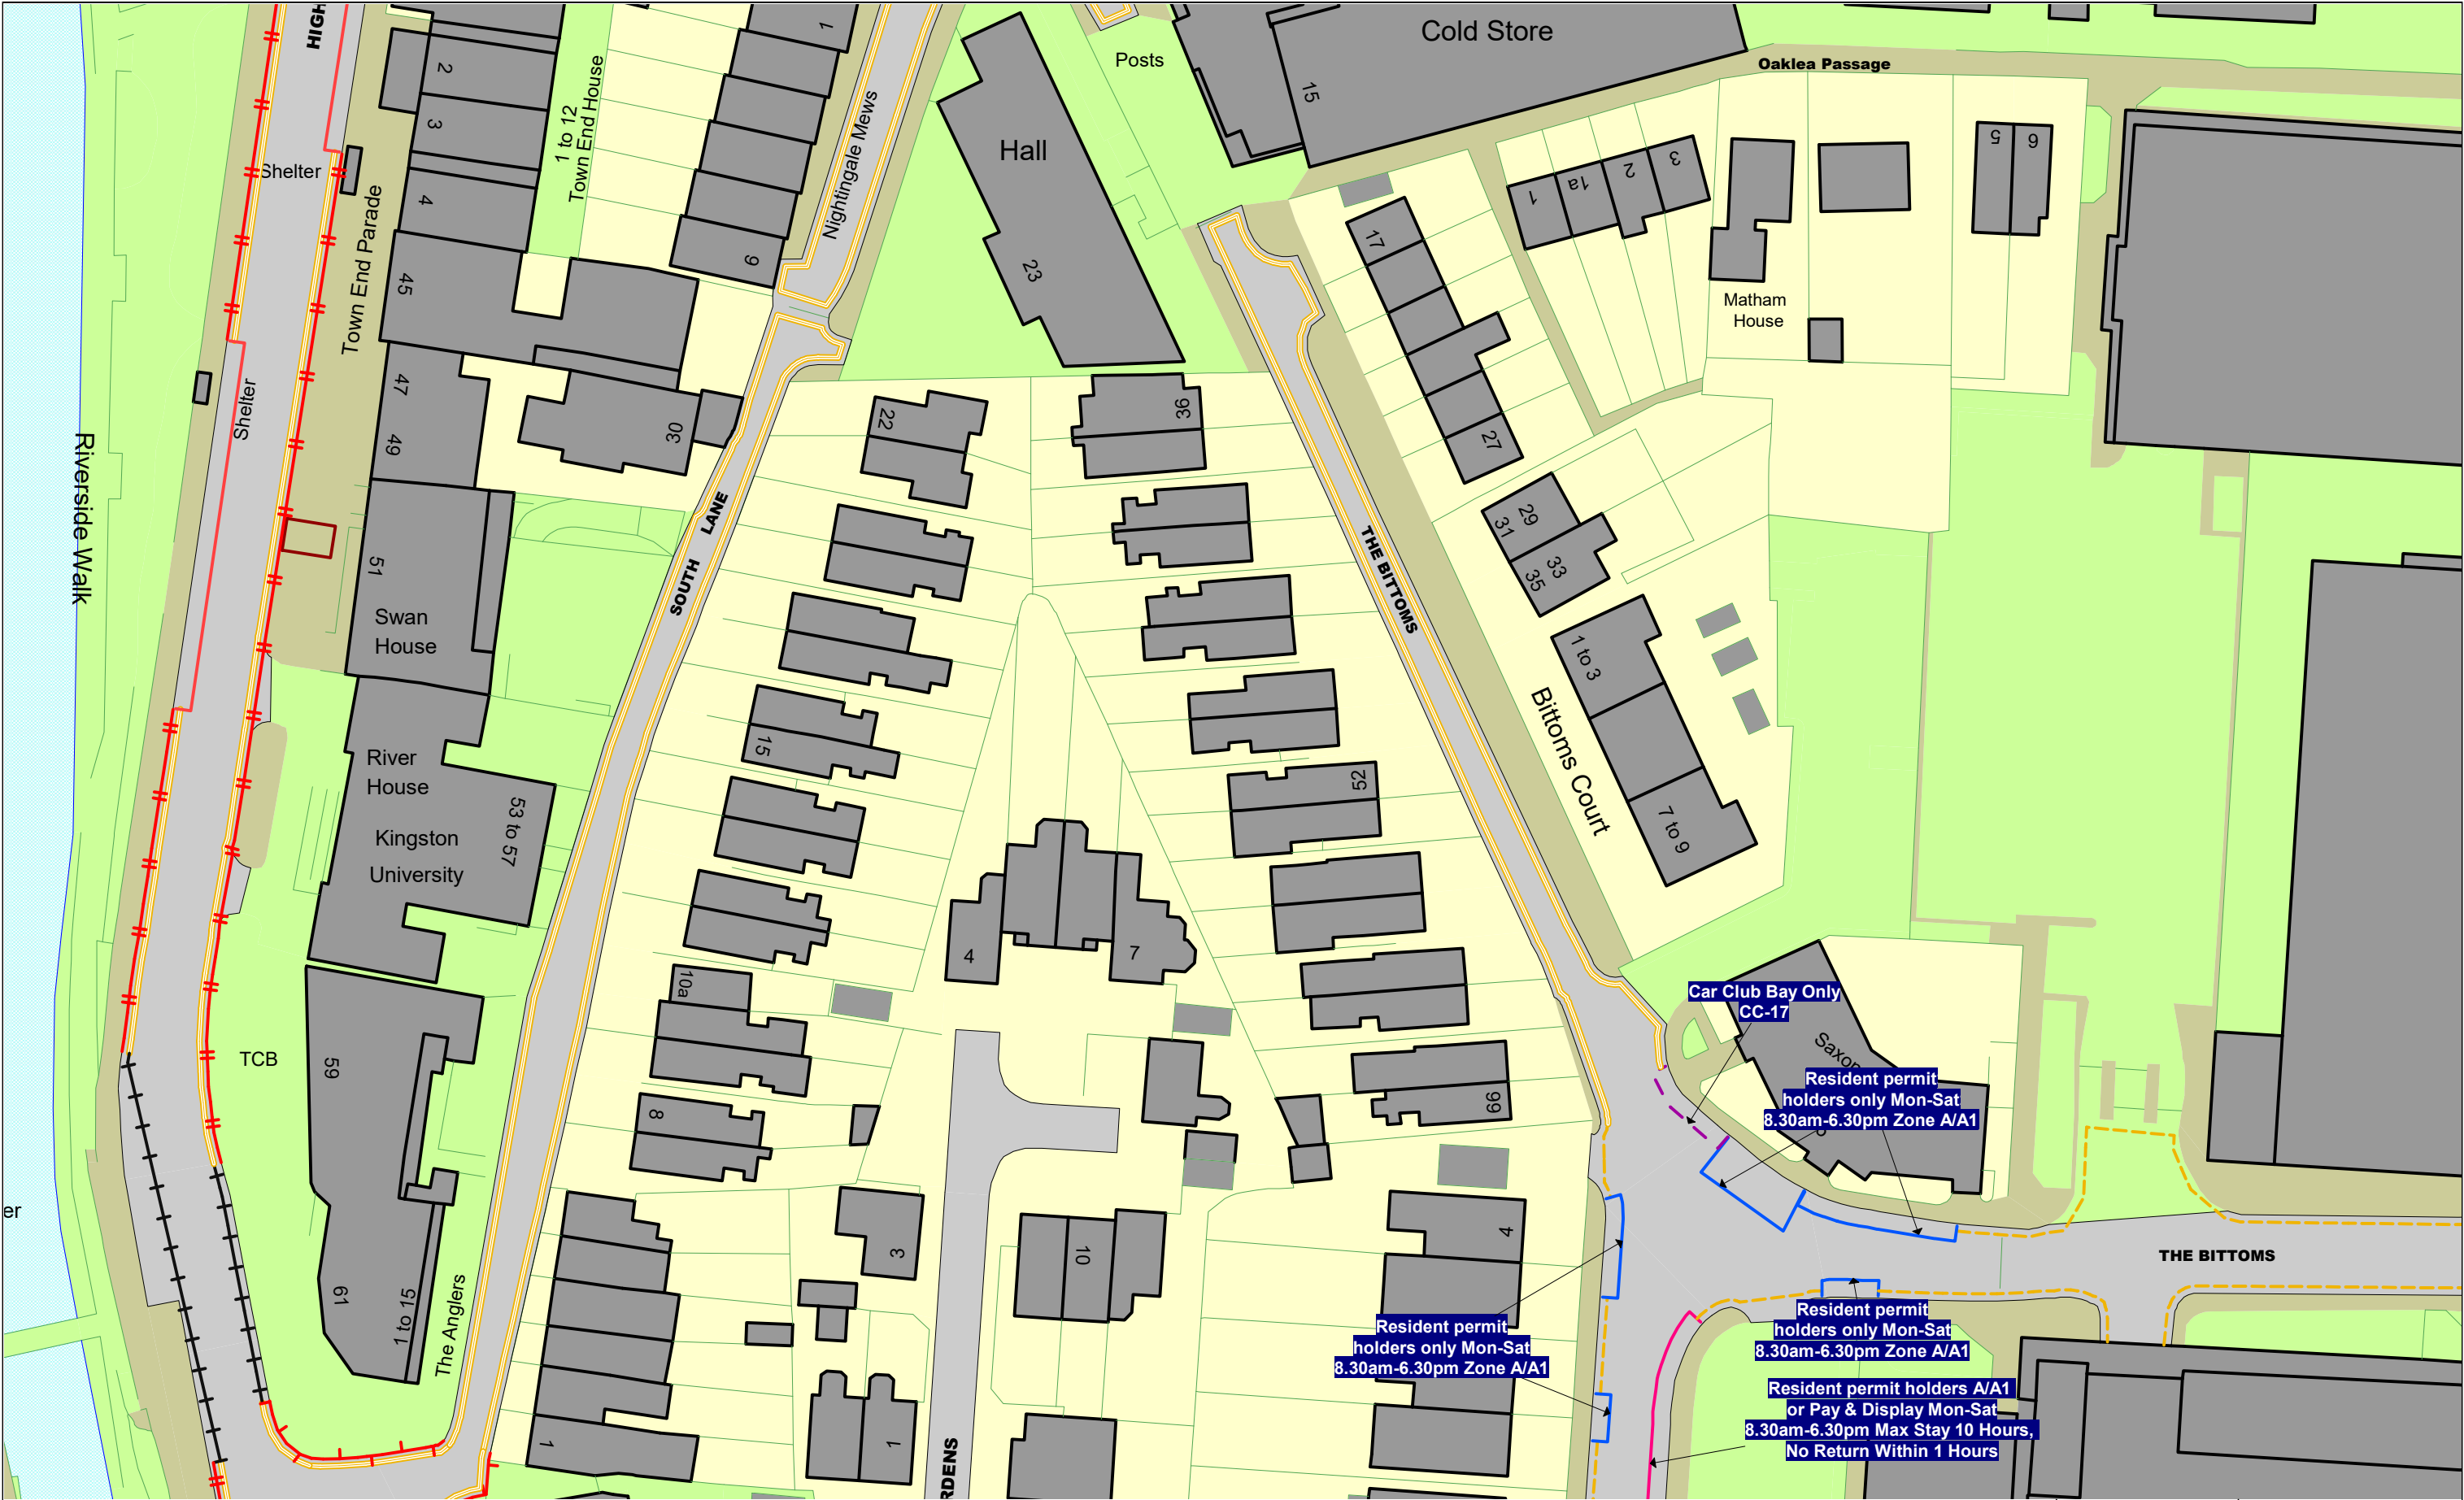 HIGH
1
Cold Store
Posts
Oaklea Passage
2
3
4
1 to 12
Town End House
Nightingale Mews
15
Hall
23
Shelter
Town End Parade
45
9
17
1
1a
2
3
5
6
Matham
House
Shelter
Riverside Walk
47
49
30
22
36
27
51
Swan
House
SOUTH LANE
THE BITTOMS
29
31
33
35
1 to 3
Bittoms Court
7 to 9
River
House
Kingston
University
53 to 57
15
52
4
7
10a
Car Club Bay Only
CC-17
TCB
59
8
Resident permit
holders only Mon-Sat
8.30am-6.30pm Zone A/A1
er
3
10
4
THE BITTOMS
61
1 to 15
The Anglers
Resident permit
holders only Mon-Sat
8.30am-6.30pm Zone A/A1
Resident permit
holders only Mon-Sat
8.30am-6.30pm Zone A/A1
Resident permit holders A/A1
or Pay & Display Mon-Sat
8.30am-6.30pm Max Stay 10 Hours,
No Return Within 1 Hours
1
1
RDENS